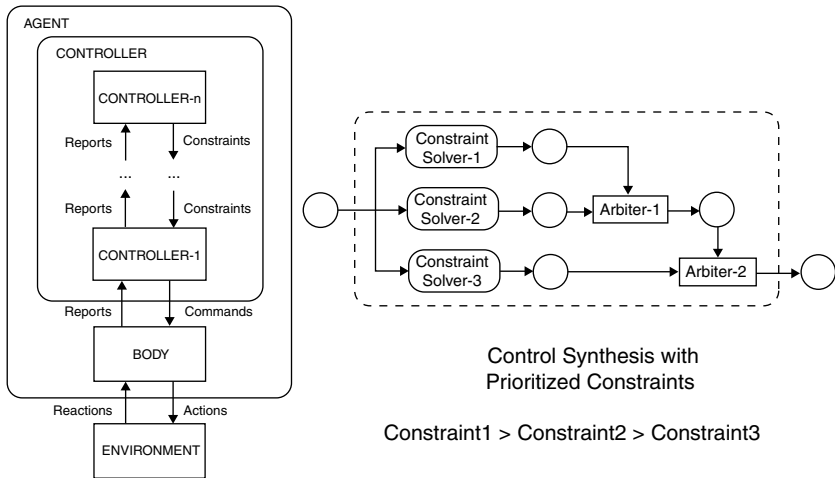 AGENT
CONTROLLER
CONTROLLER-n
Reports
Constraints
...
...
Reports
Constraints
CONTROLLER-1
Reports
Commands
BODY
Reactions
Actions
ENVIRONMENT
Constraint
Solver-1
Constraint
Solver-2
Arbiter-1
Constraint
Solver-3
Arbiter-2
Control Synthesis with
Prioritized Constraints
Constraint1 > Constraint2 > Constraint3